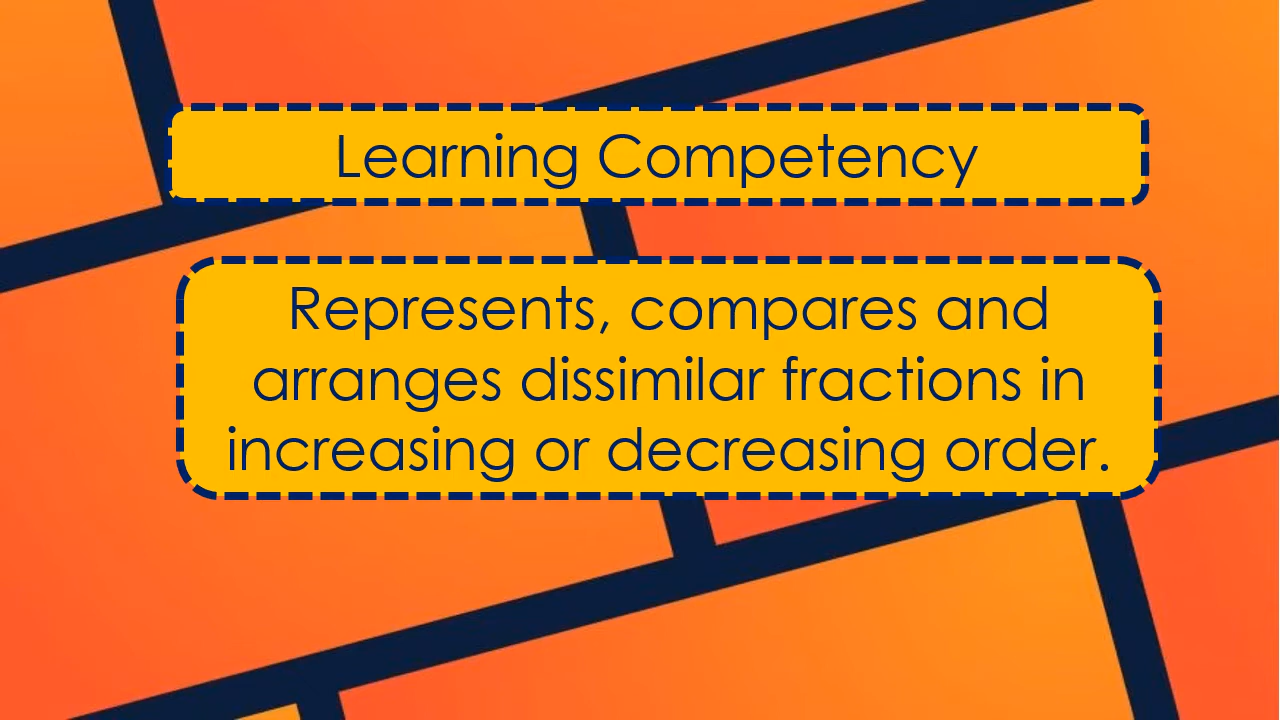 Learning Competency
Represents, compares and
arranges dissimilar fractions in
increasing or decreasing order.